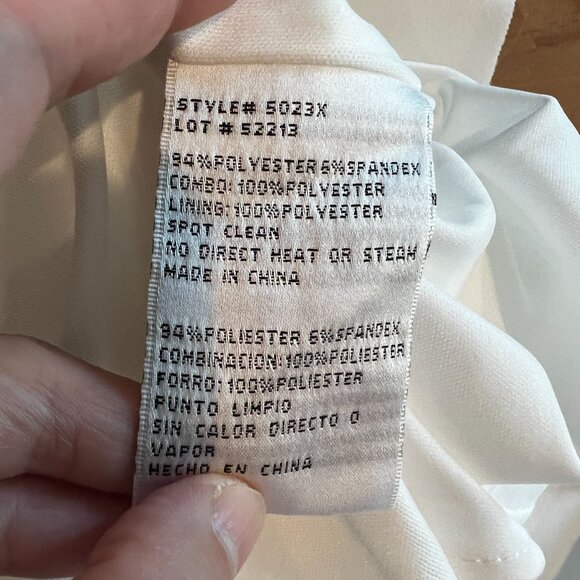 STYLE# 5023X
LOT # 52213
94%POLYESTER 6%SPANDEX
COMBO: 100%POLYESTER
LINING: 100%POLYESTER
SPOT CLEAN
NO DIRECT HEAT OR STEAM
MADE IN CHINA
94%POLIESTER 6%SPANDEX
COMBINACION: 100%POLIESTER
FORRO: 100%POLIESTER
PUNTO LIMPIO
SIN CALOR DIRECTO O
VAPOR
HECHO EN CHINA